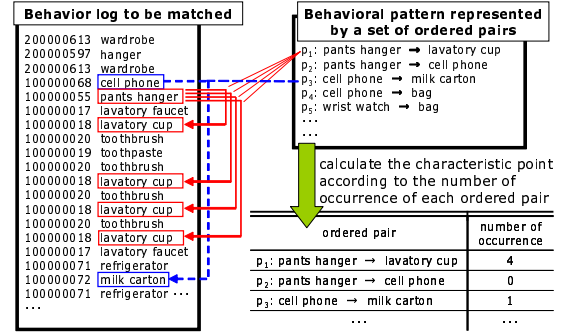 Behavior log to be matched
200000613 wardrobe
200000597 hanger
200000613 wardrobe
100000068 cell phone
100000055 pants hanger
100000017 lavatory faucet
100000018 lavatory cup
100000020 toothbrush
100000019 toothpaste
100000020 toothbrush
100000018 lavatory cup
100000020 toothbrush
100000018 lavatory cup
100000020 toothbrush
100000018 lavatory cup
100000017 lavatory faucet
100000071 refrigerator
100000072 milk carton
100000071 refrigerator ...
...
Behavioral pattern represented
by a set of ordered pairs
p1: pants hanger → lavatory cup
p2: pants hanger → cell phone
p3: cell phone → milk carton
p4: cell phone → bag
p5: wrist watch → bag
...
...
calculate the characteristic point
according to the number of
occurrence of each ordered pair
ordered pair number of occurrence
p1: pants hanger → lavatory cup 4
p2: pants hanger → cell phone 0
p3: cell phone → milk carton 1
... ...